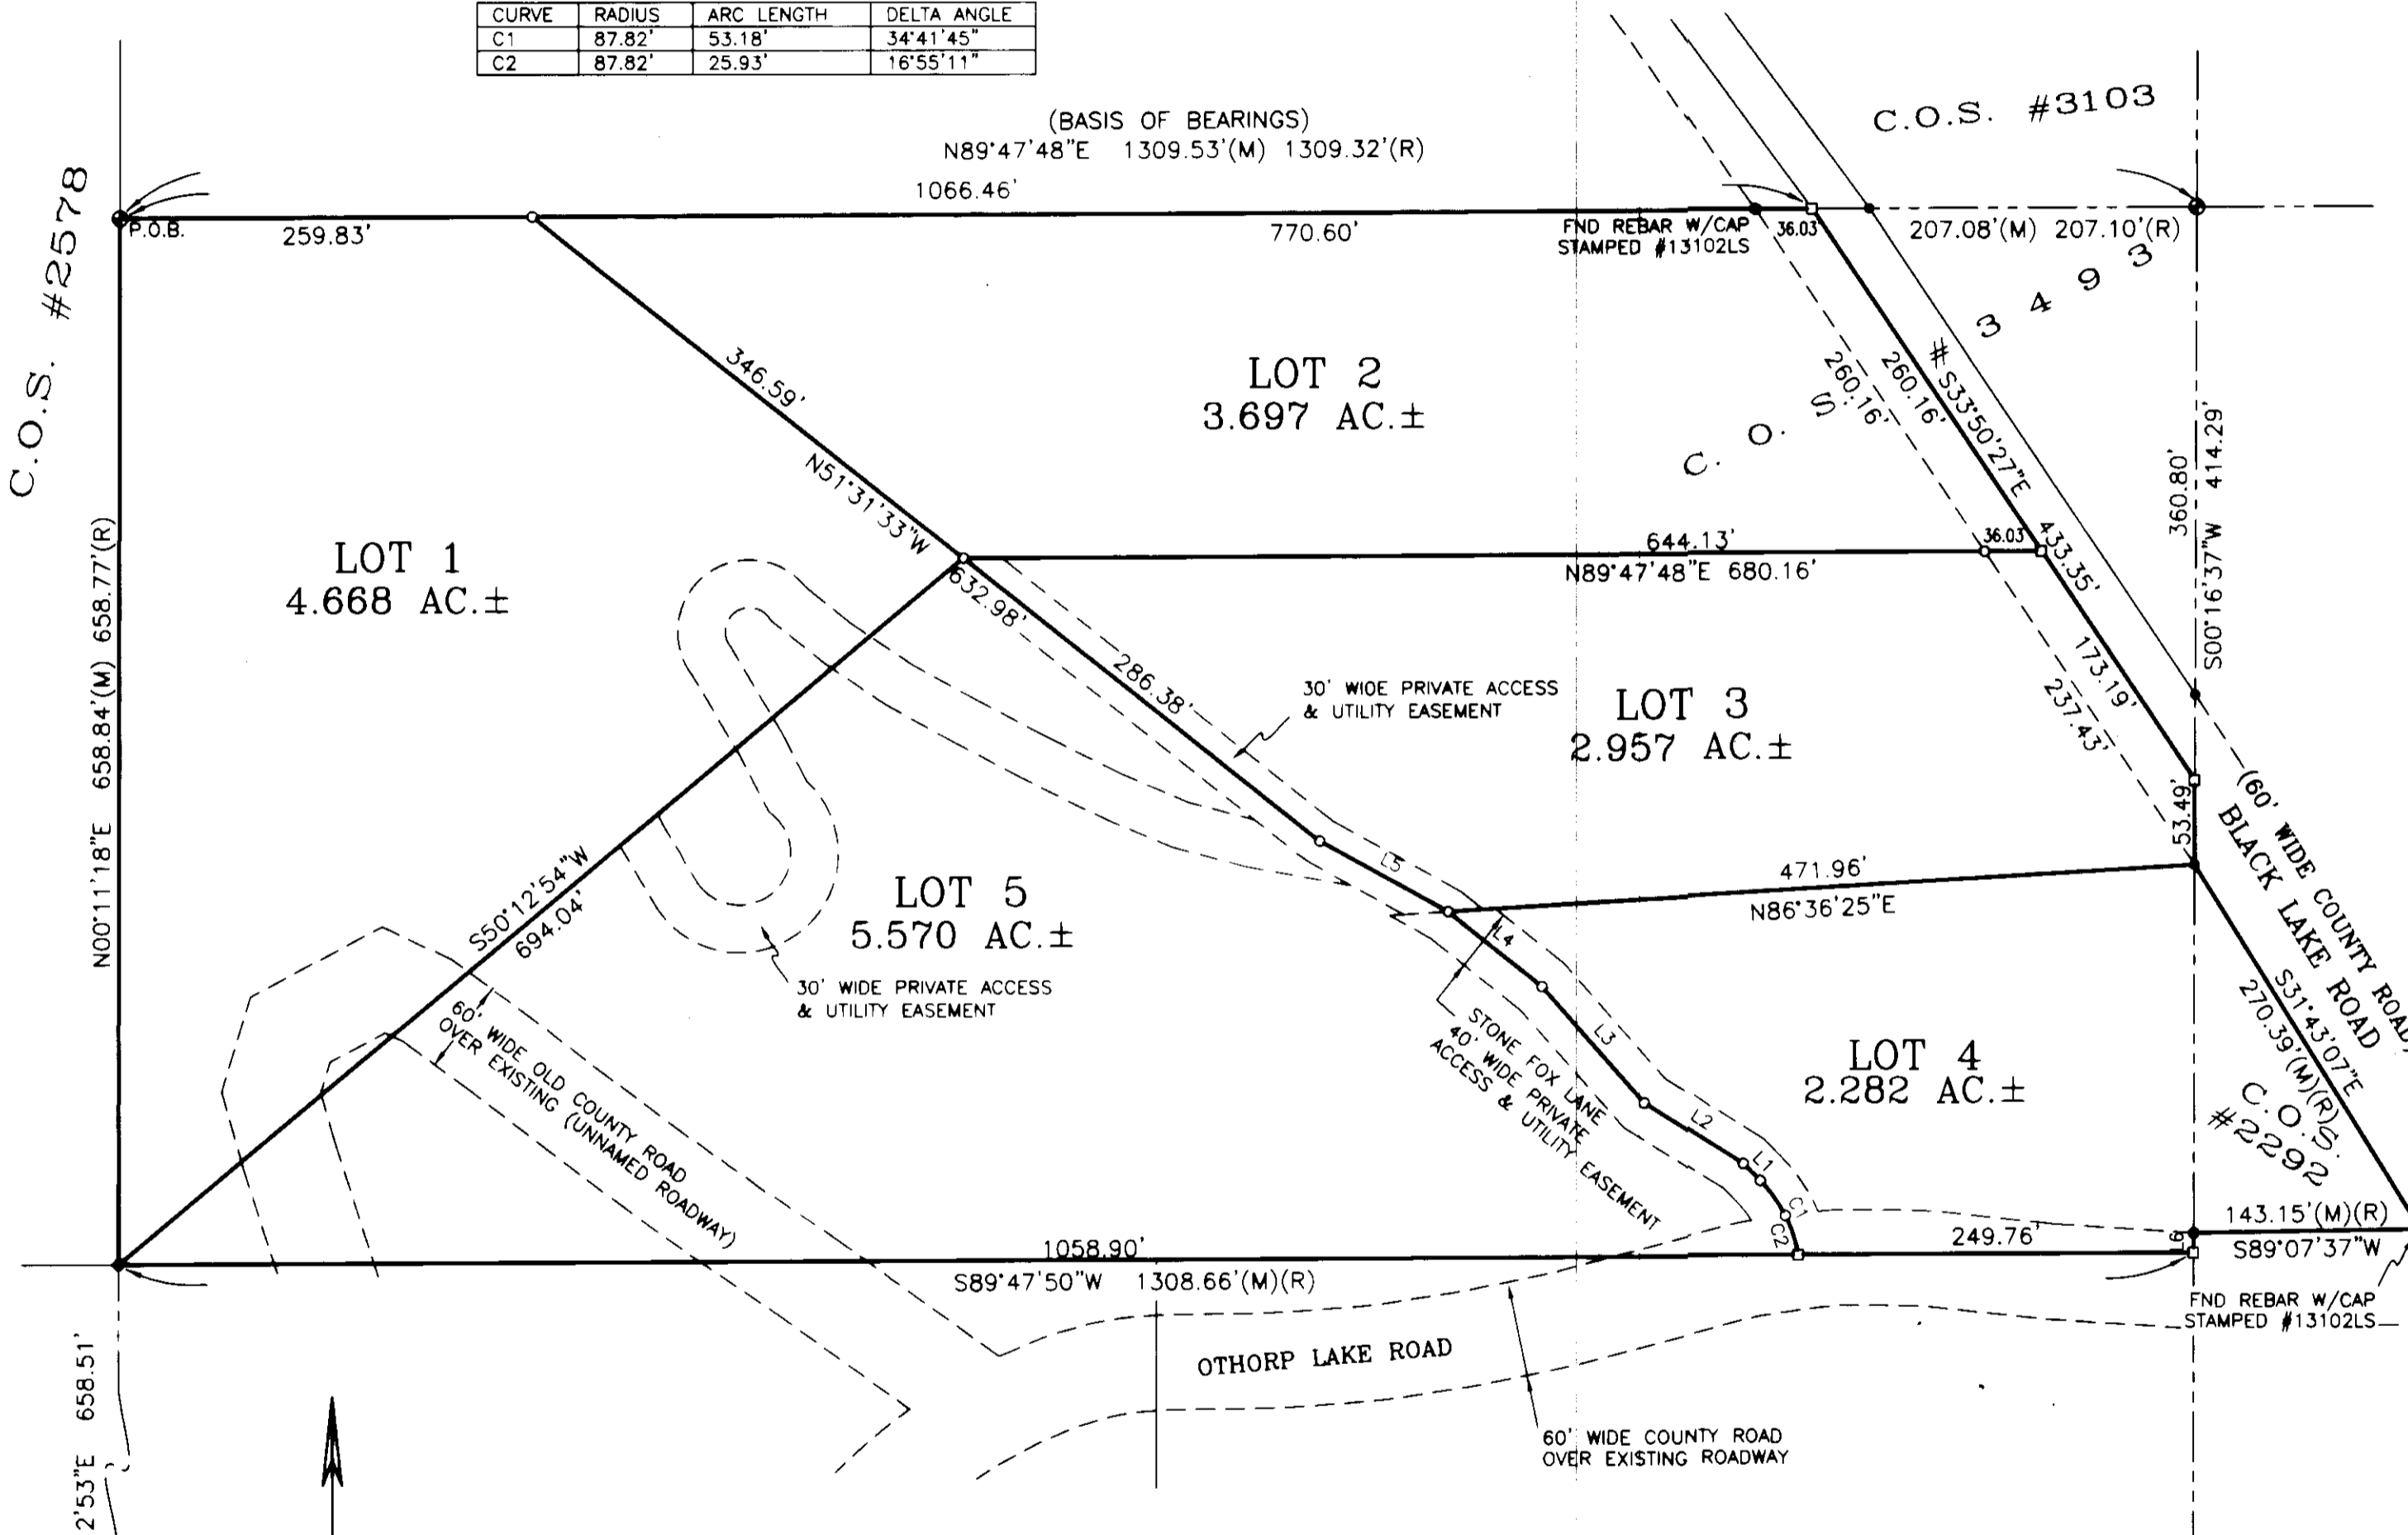 CURVE RADIUS ARC LENGTH DELTA ANGLE
C1 87.82' 53.18' 34°41'45"
C2 87.82' 25.93' 16°55'11"
(BASIS OF BEARINGS)
N89°47'48"E 1309.53'(M) 1309.32'(R)
1066.46'
C.O.S. #3103
C.O.S. #2578
P.O.B.
259.83'
770.60'
FND REBAR W/CAP
STAMPED #13102LS
36.03
207.08'(M) 207.10'(R)
C. O. S. # 3493
346.59'
N51°31'33"W
632.98'
286.38'
LOT 2
3.697 AC.±
260.16'
260.16'
S33°50'27"E
433.35'
173.19'
237.43'
360.80'
S00°16'37"W 414.29'
53.49'
LOT 1
4.668 AC.±
N00°11'18"E 658.84'(M) 658.77'(R)
644.13'
36.03
N89°47'48"E 680.16'
30' WIDE PRIVATE ACCESS
& UTILITY EASEMENT
LOT 3
2.957 AC.±
(60' WIDE COUNTY ROAD)
BLACK LAKE ROAD
L5
471.96'
N86°36'25"E
S50°12'54"W
694.04'
LOT 5
5.570 AC.±
30' WIDE PRIVATE ACCESS
& UTILITY EASEMENT
60' WIDE OLD COUNTY ROAD
OVER EXISTING (UNNAMED ROADWAY)
L4
L3
L2
L1
C1
C2
STONE FOX LANE
40' WIDE PRIVATE
ACCESS & UTILITY EASEMENT
LOT 4
2.282 AC.±
S31°43'07"E
270.39'(M)(R)
C.O.S.
#2292
143.15'(M)(R)
S89°07'37"W
L6
249.76'
1058.90'
S89°47'50"W 1308.66'(M)(R)
FND REBAR W/CAP
STAMPED #13102LS
OTHORP LAKE ROAD
60' WIDE COUNTY ROAD
OVER EXISTING ROADWAY
2'53"E 658.51'